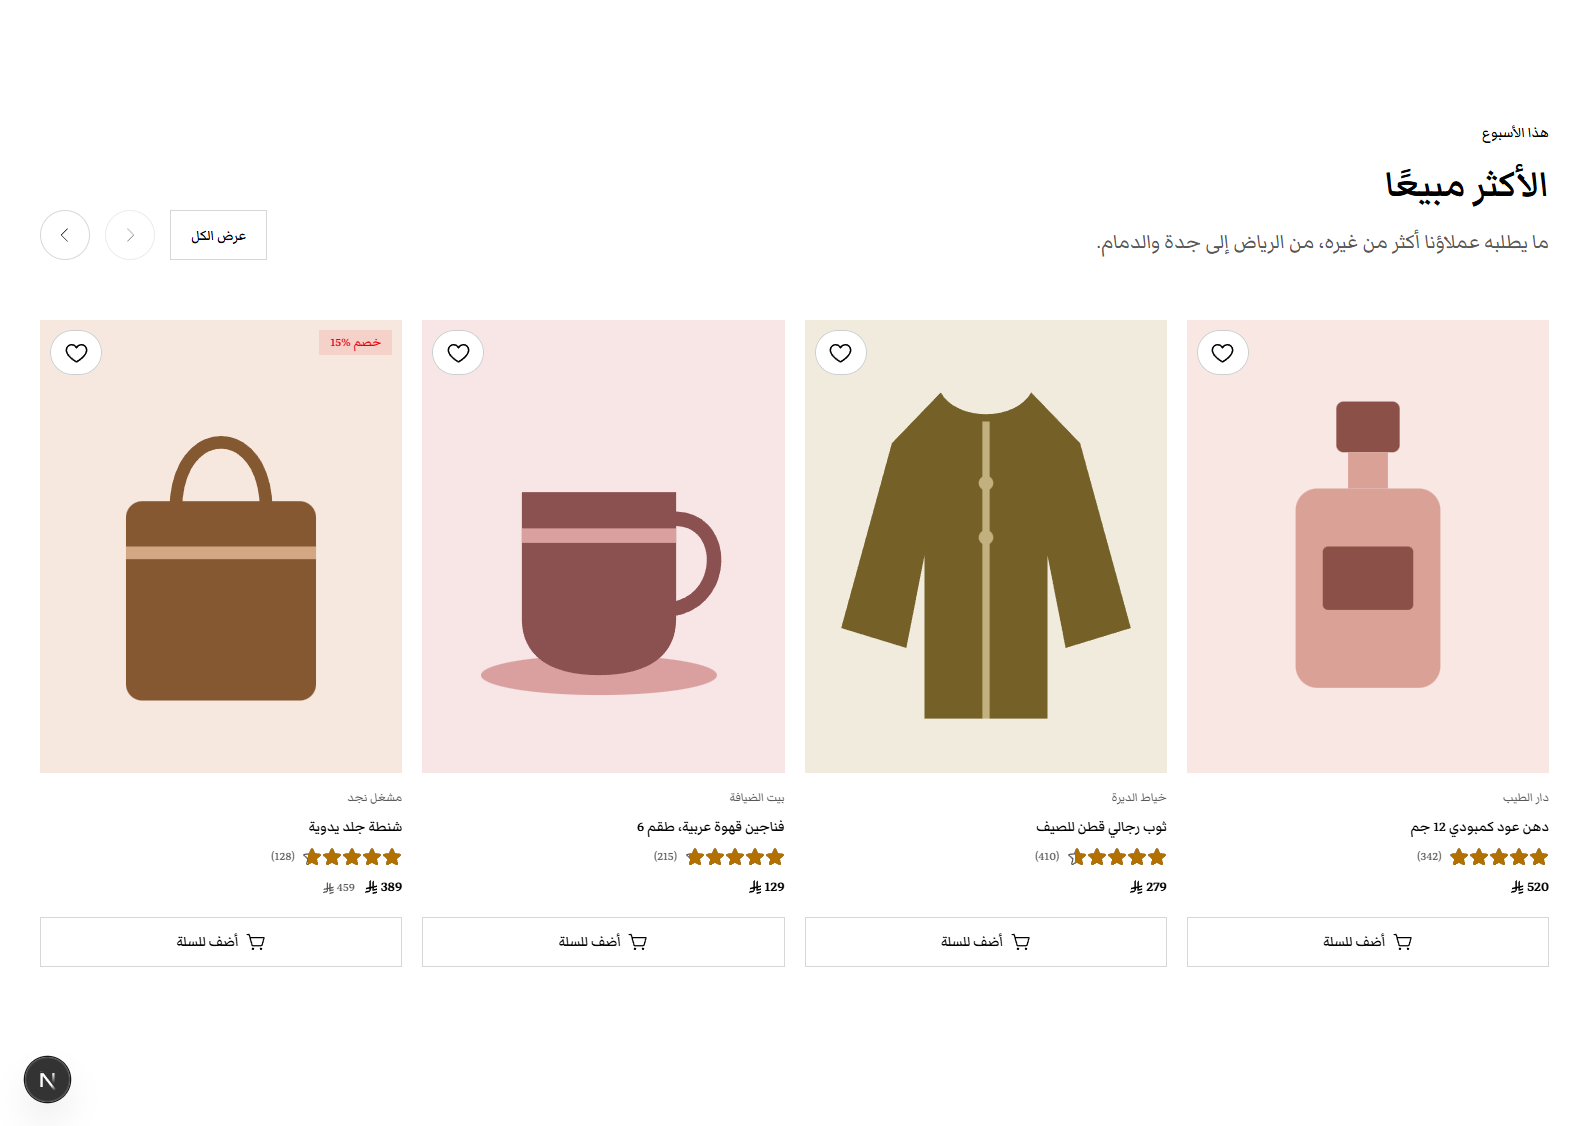 هذا الأسبوع
الأكثر مبيعًا
ما يطلبه عملاؤنا أكثر من غيره، من الرياض إلى جدة والدمام.
عرض الكل
دار الطيب
دهن عود كمبودي 12 جم
(342)
520 ⃁
أضف للسلة
خياط الديرة
ثوب رجالي قطن للصيف
(410)
279 ⃁
أضف للسلة
بيت الضيافة
فناجين قهوة عربية، طقم 6
(215)
129 ⃁
أضف للسلة
خصم 15%
مشغل نجد
شنطة جلد يدوية
(128)
389 ⃁ 459 ⃁
أضف للسلة
N